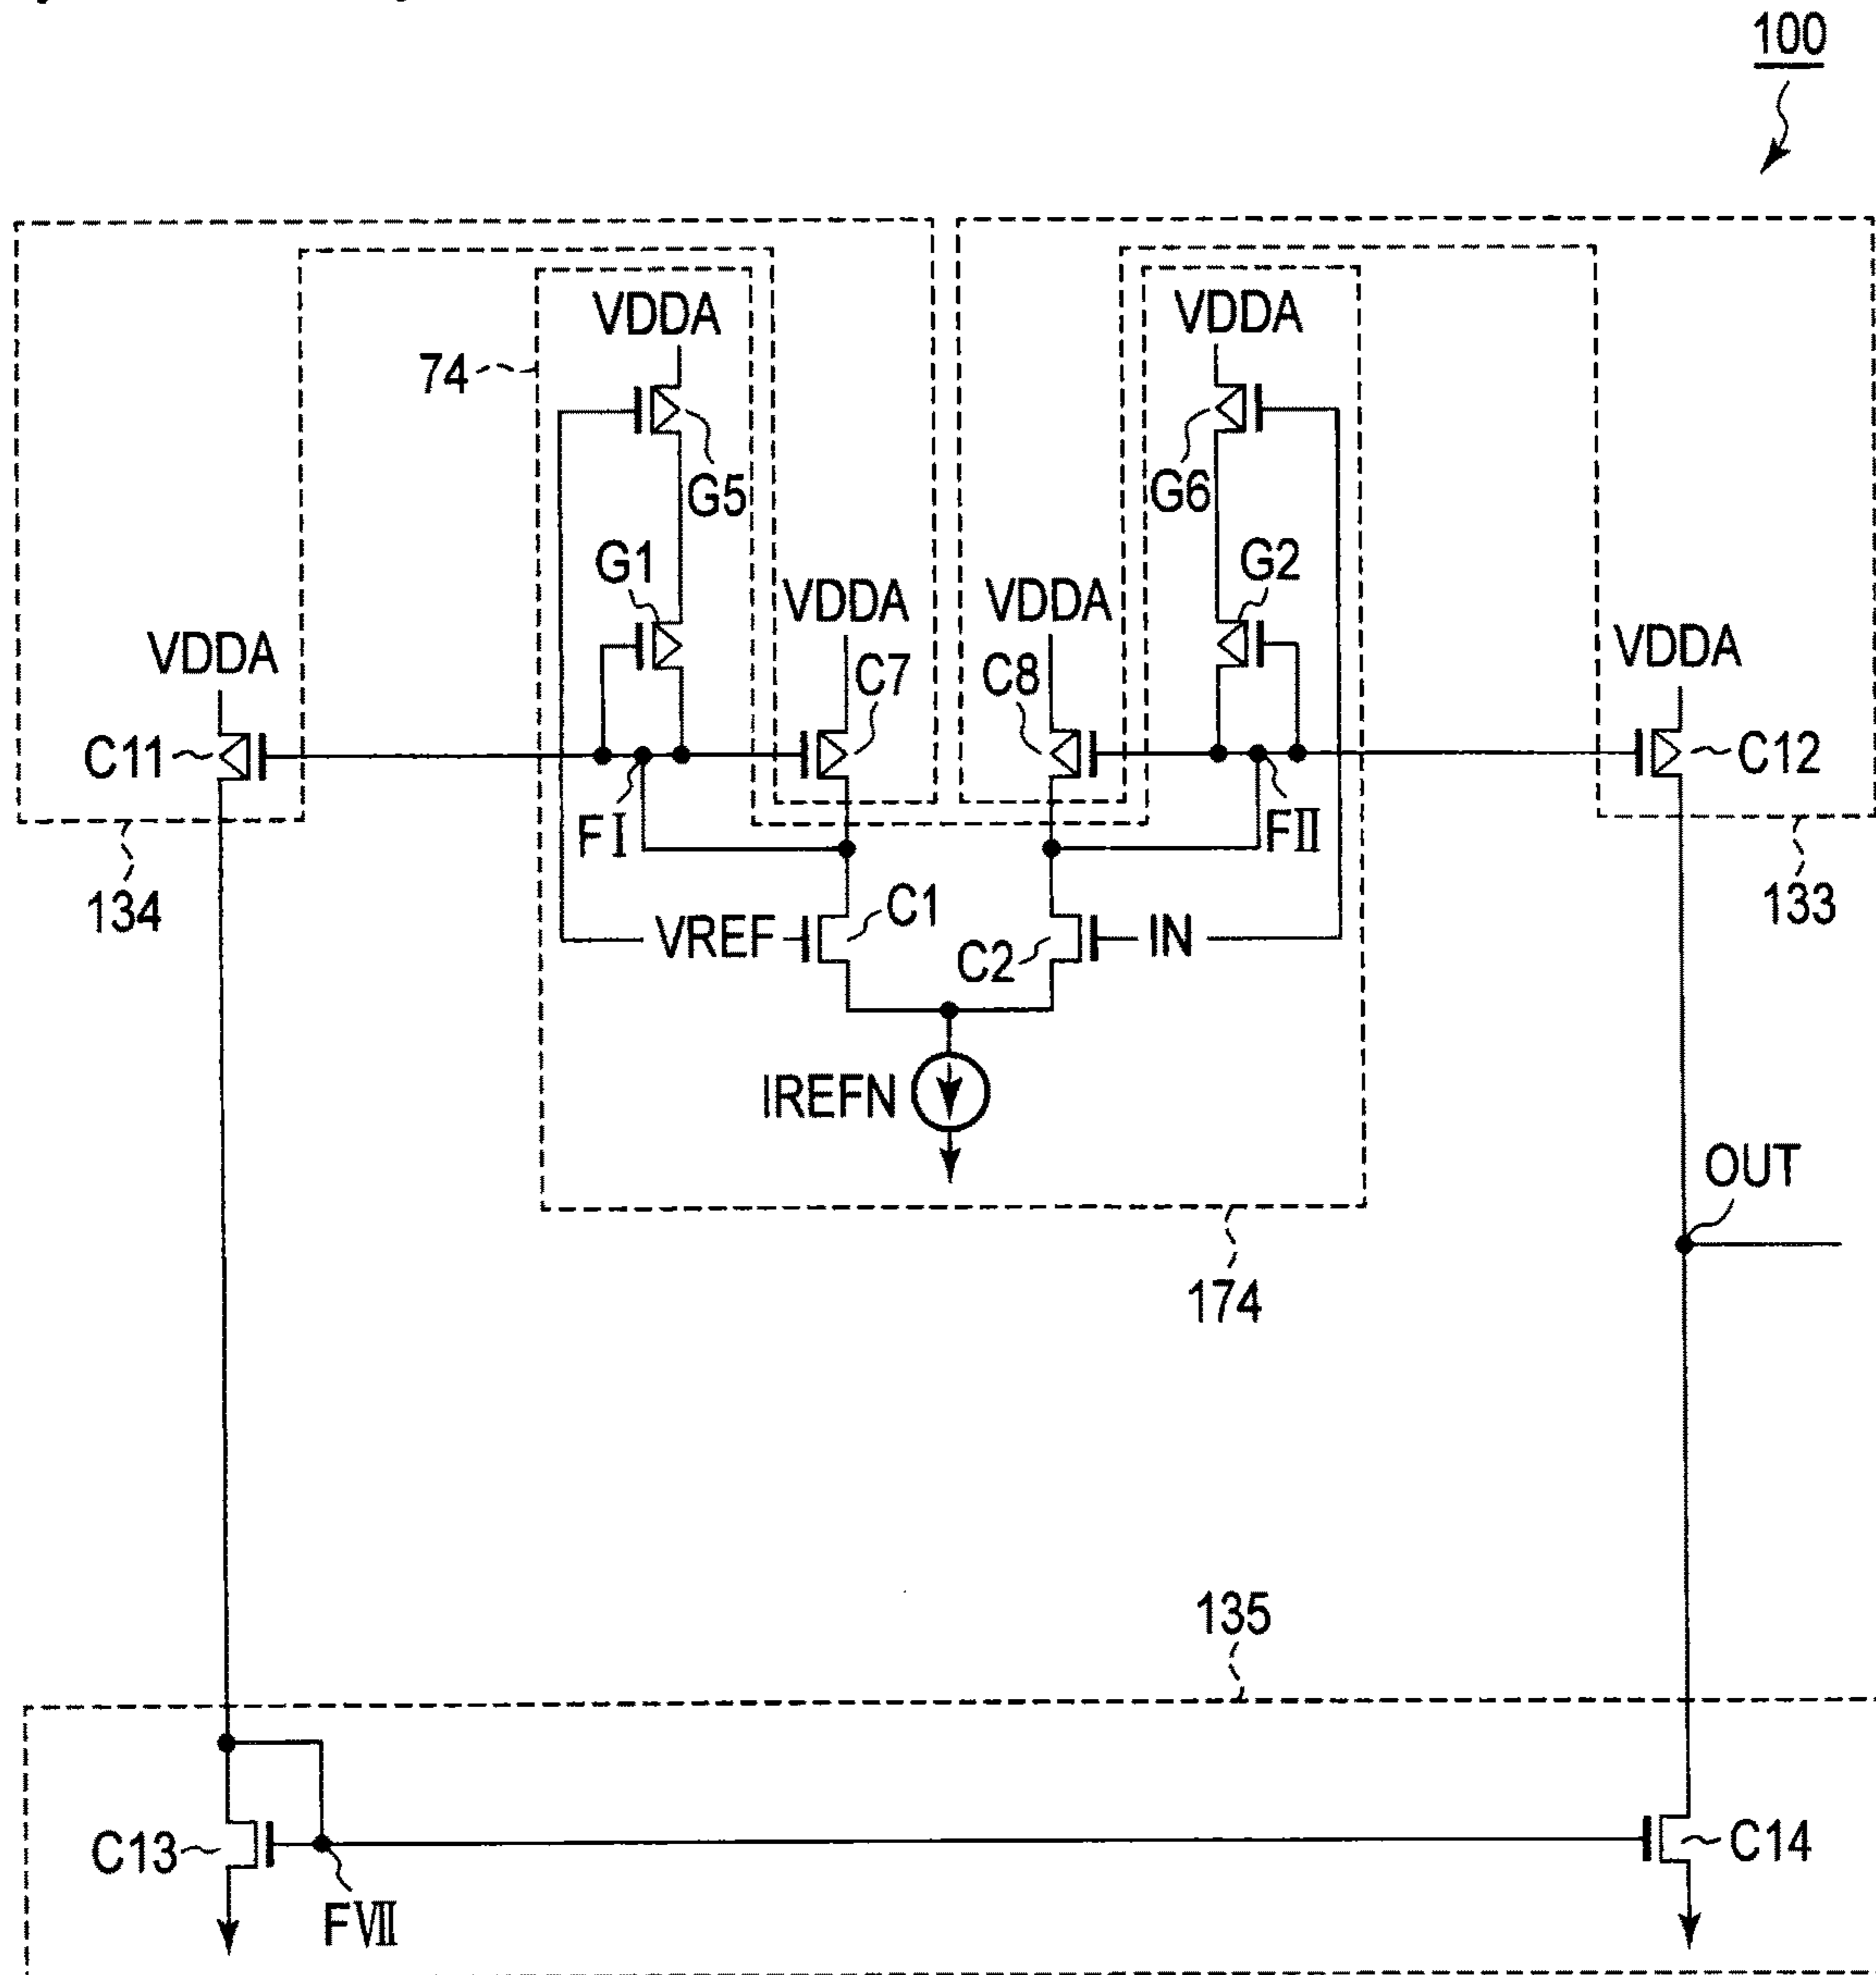 100
VDDA
VDDA
74
G5
G6
G1
G2
VDDA
VDDA
VDDA
VDDA
C7
C8
C11
C12
FⅠ
FⅡ
134
133
C1
VREF
IN
C2
IREFN
OUT
174
135
C13
C14
FⅦ